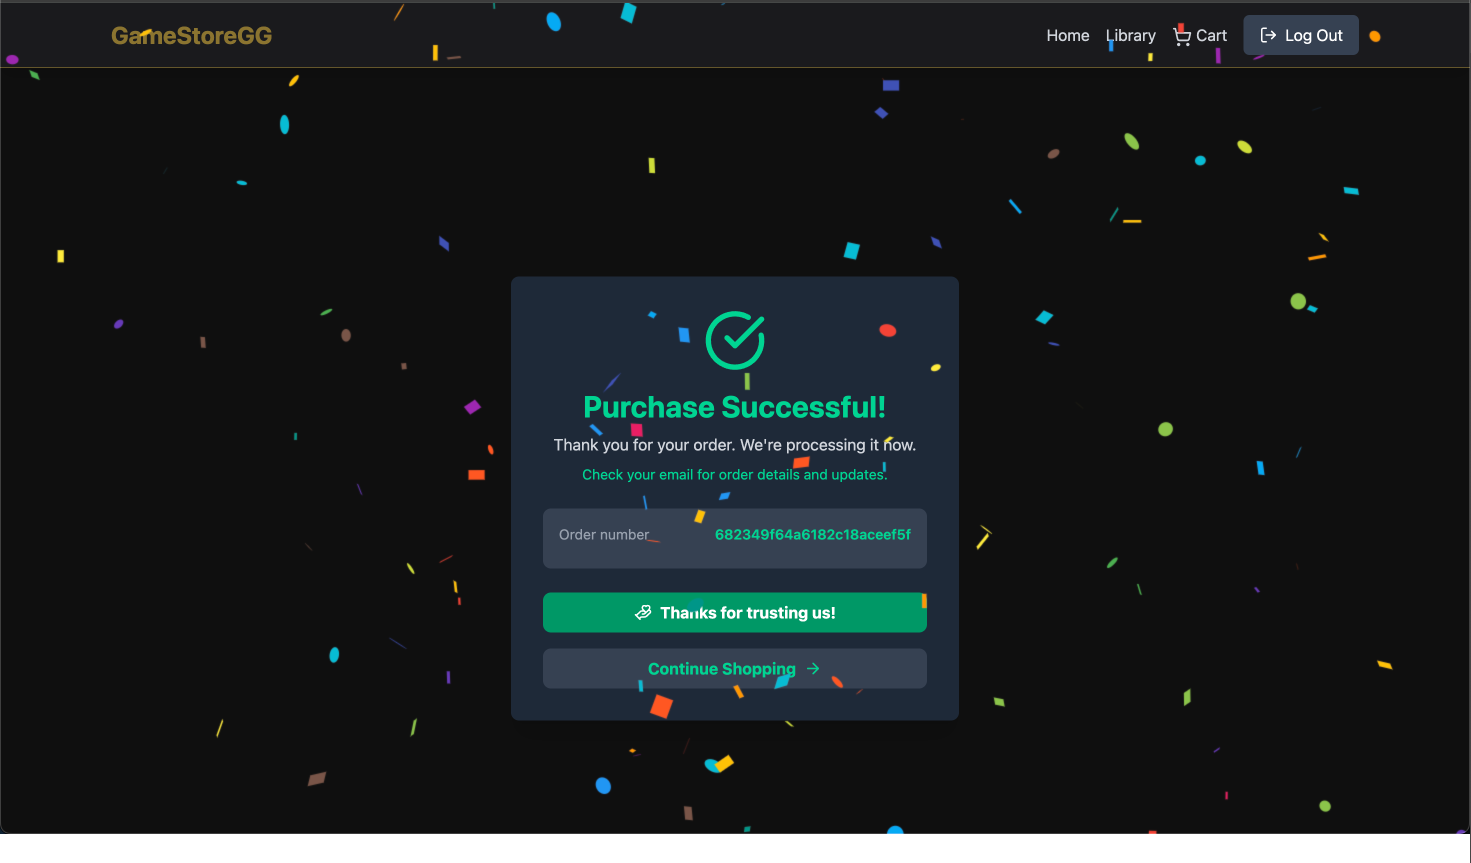 GameStoreGG
Home Library Cart Log Out
Purchase Successful!
Thank you for your order. We're processing it now.
Check your email for order details and updates.
Order number 682349f64a6182c18aceef5f
Thanks for trusting us!
Continue Shopping →